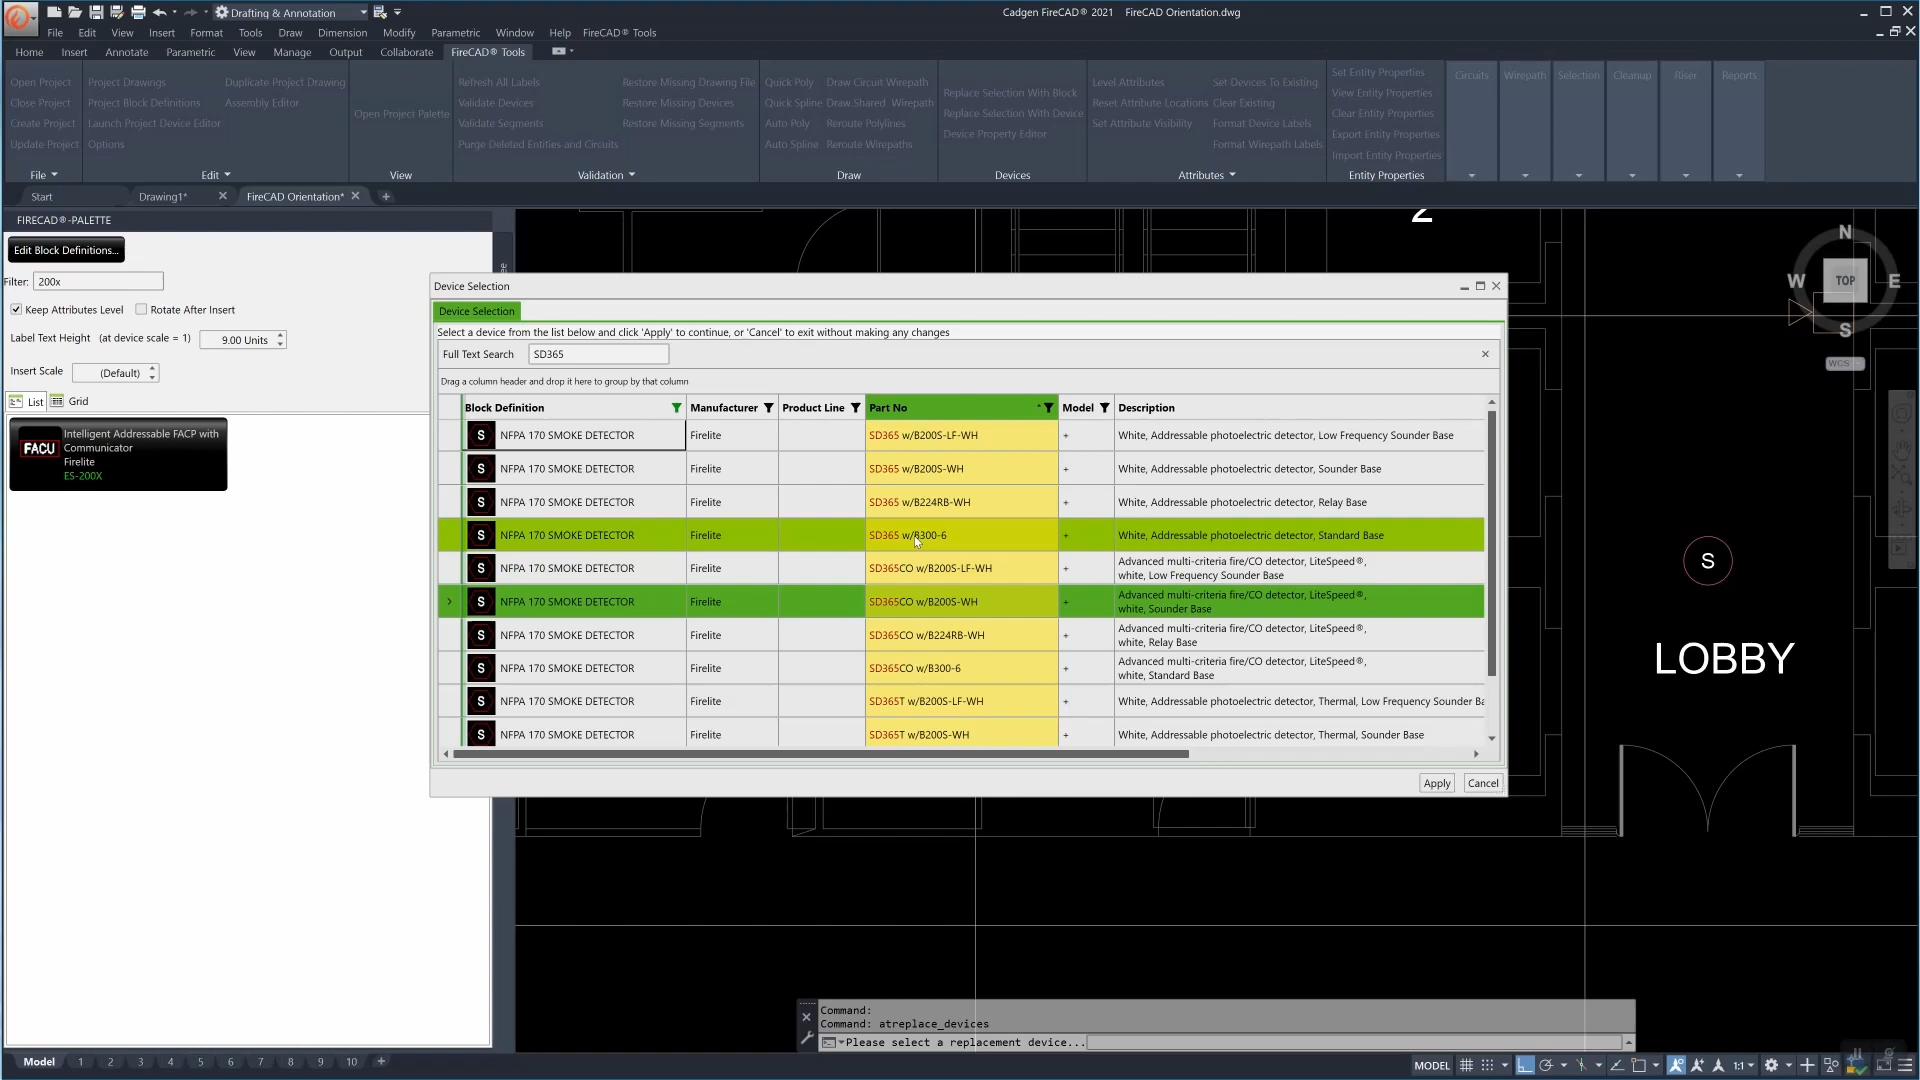 Drafting & Annotation
Cadgen FireCAD® 2021 FireCAD Orientation.dwg
File Edit View Insert Format Tools Draw Dimension Modify Parametric Window Help FireCAD® Tools
Home Insert Annotate Parametric View Manage Output Collaborate FireCAD® Tools
Open Project Project Drawings Duplicate Project Drawing Refresh All Labels Restore Missing Drawing File Quick Poly Draw Circuit Wirepath Level Attributes Set Devices To Existing Set Entity Properties Circuits Wirepath Selection Cleanup Riser Reports
Close Project Project Block Definitions Assembly Editor Validate Devices Restore Missing Devices Quick Spline Draw Shared Wirepath Replace Selection With Block Reset Attribute Locations Clear Existing View Entity Properties
Create Project Launch Project Device Editor Open Project Palette Validate Segments Restore Missing Segments Auto Poly Reroute Polylines Replace Selection With Device Set Attribute Visibility Format Device Labels Clear Entity Properties
Update Project Options Purge Deleted Entities and Circuits Auto Spline Reroute Wirepaths Device Property Editor Format Wirepath Labels Export Entity Properties
Import Entity Properties
File Edit View Validation Draw Devices Attributes Entity Properties
Start Drawing1* FireCAD Orientation*
FIRECAD®-PALETTE
Edit Block Definitions...
Filter: 200x
Keep Attributes Level Rotate After Insert
Label Text Height (at device scale = 1) 9.00 Units
Insert Scale (Default)
List Grid
FACU
Intelligent Addressable FACP with
Communicator
Firelite
ES-200X
2
N
W TOP E
S
WCS
Device Selection
Device Selection
Select a device from the list below and click 'Apply' to continue, or 'Cancel' to exit without making any changes
Full Text Search SD365
Drag a column header and drop it here to group by that column
Block Definition Manufacturer Product Line Part No Model Description
S NFPA 170 SMOKE DETECTOR Firelite SD365 w/B200S-LF-WH + White, Addressable photoelectric detector, Low Frequency Sounder Base
S NFPA 170 SMOKE DETECTOR Firelite SD365 w/B200S-WH + White, Addressable photoelectric detector, Sounder Base
S NFPA 170 SMOKE DETECTOR Firelite SD365 w/B224RB-WH + White, Addressable photoelectric detector, Relay Base
S NFPA 170 SMOKE DETECTOR Firelite SD365 w/B300-6 + White, Addressable photoelectric detector, Standard Base
S NFPA 170 SMOKE DETECTOR Firelite SD365CO w/B200S-LF-WH + Advanced multi-criteria fire/CO detector, LiteSpeed®,
white, Low Frequency Sounder Base
S NFPA 170 SMOKE DETECTOR Firelite SD365CO w/B200S-WH + Advanced multi-criteria fire/CO detector, LiteSpeed®,
white, Sounder Base
S NFPA 170 SMOKE DETECTOR Firelite SD365CO w/B224RB-WH + Advanced multi-criteria fire/CO detector, LiteSpeed®,
white, Relay Base
S NFPA 170 SMOKE DETECTOR Firelite SD365CO w/B300-6 + Advanced multi-criteria fire/CO detector, LiteSpeed®,
white, Standard Base
S NFPA 170 SMOKE DETECTOR Firelite SD365T w/B200S-LF-WH + White, Addressable photoelectric detector, Thermal, Low Frequency Sounder Ba
S NFPA 170 SMOKE DETECTOR Firelite SD365T w/B200S-WH + White, Addressable photoelectric detector, Thermal, Sounder Base
Apply Cancel
S
LOBBY
Command:
Command: atreplace_devices
Please select a replacement device...
Model 1 2 3 4 5 6 7 8 9 10 +
MODEL 1:1